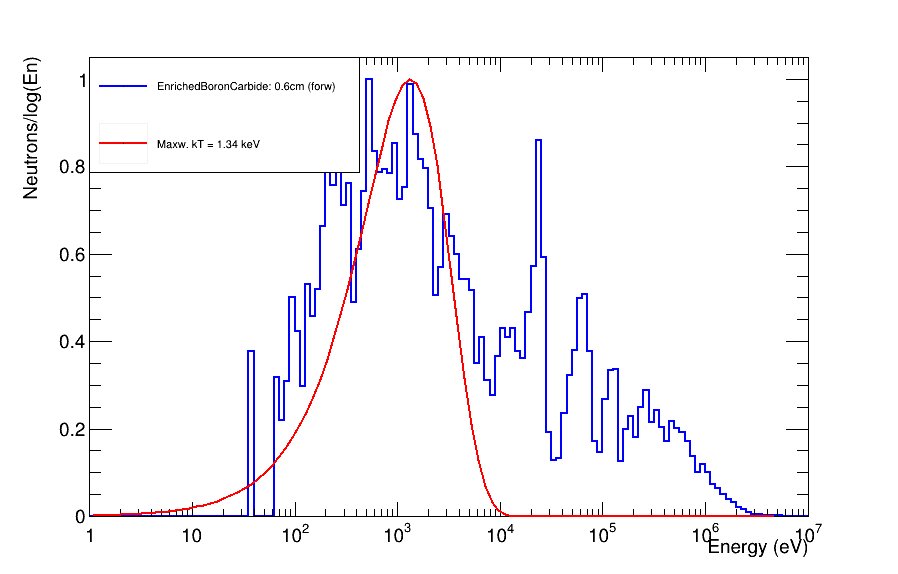 Neutrons/log(En)
EnrichedBoronCarbide: 0.6cm (forw)
Maxw. kT = 1.34 keV
1
0.8
0.6
0.4
0.2
0
1 10 10² 10³ 10⁴ 10⁵ 10⁶ 10⁷
Energy (eV)